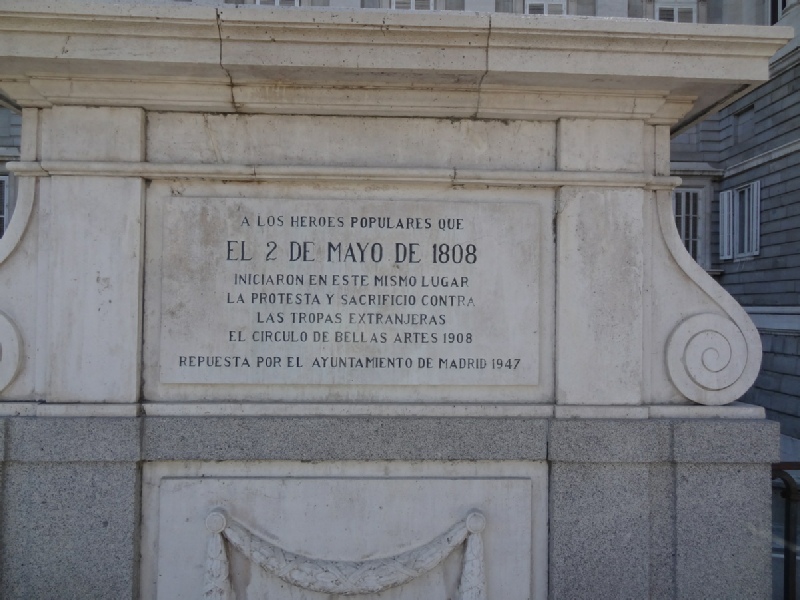 A LOS HEROES POPULARES QUE
EL 2 DE MAYO DE 1808
INICIARON EN ESTE MISMO LUGAR
LA PROTESTA Y SACRIFICIO CONTRA
LAS TROPAS EXTRANJERAS
EL CIRCULO DE BELLAS ARTES 1908
REPUESTA POR EL AYUNTAMIENTO DE MADRID 1947